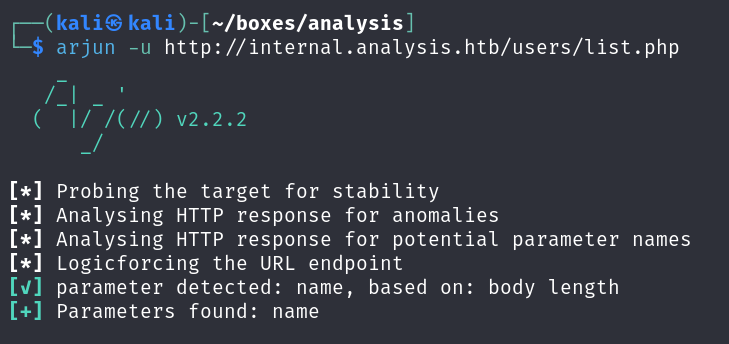 ┌──(kali㉿kali)-[~/boxes/analysis]
└─$ arjun -u http://internal.analysis.htb/users/list.php
    _
   /_| _ '
  (  |/ /(//) v2.2.2
      _/
[*] Probing the target for stability
[*] Analysing HTTP response for anomalies
[*] Analysing HTTP response for potential parameter names
[*] Logicforcing the URL endpoint
[√] parameter detected: name, based on: body length
[+] Parameters found: name